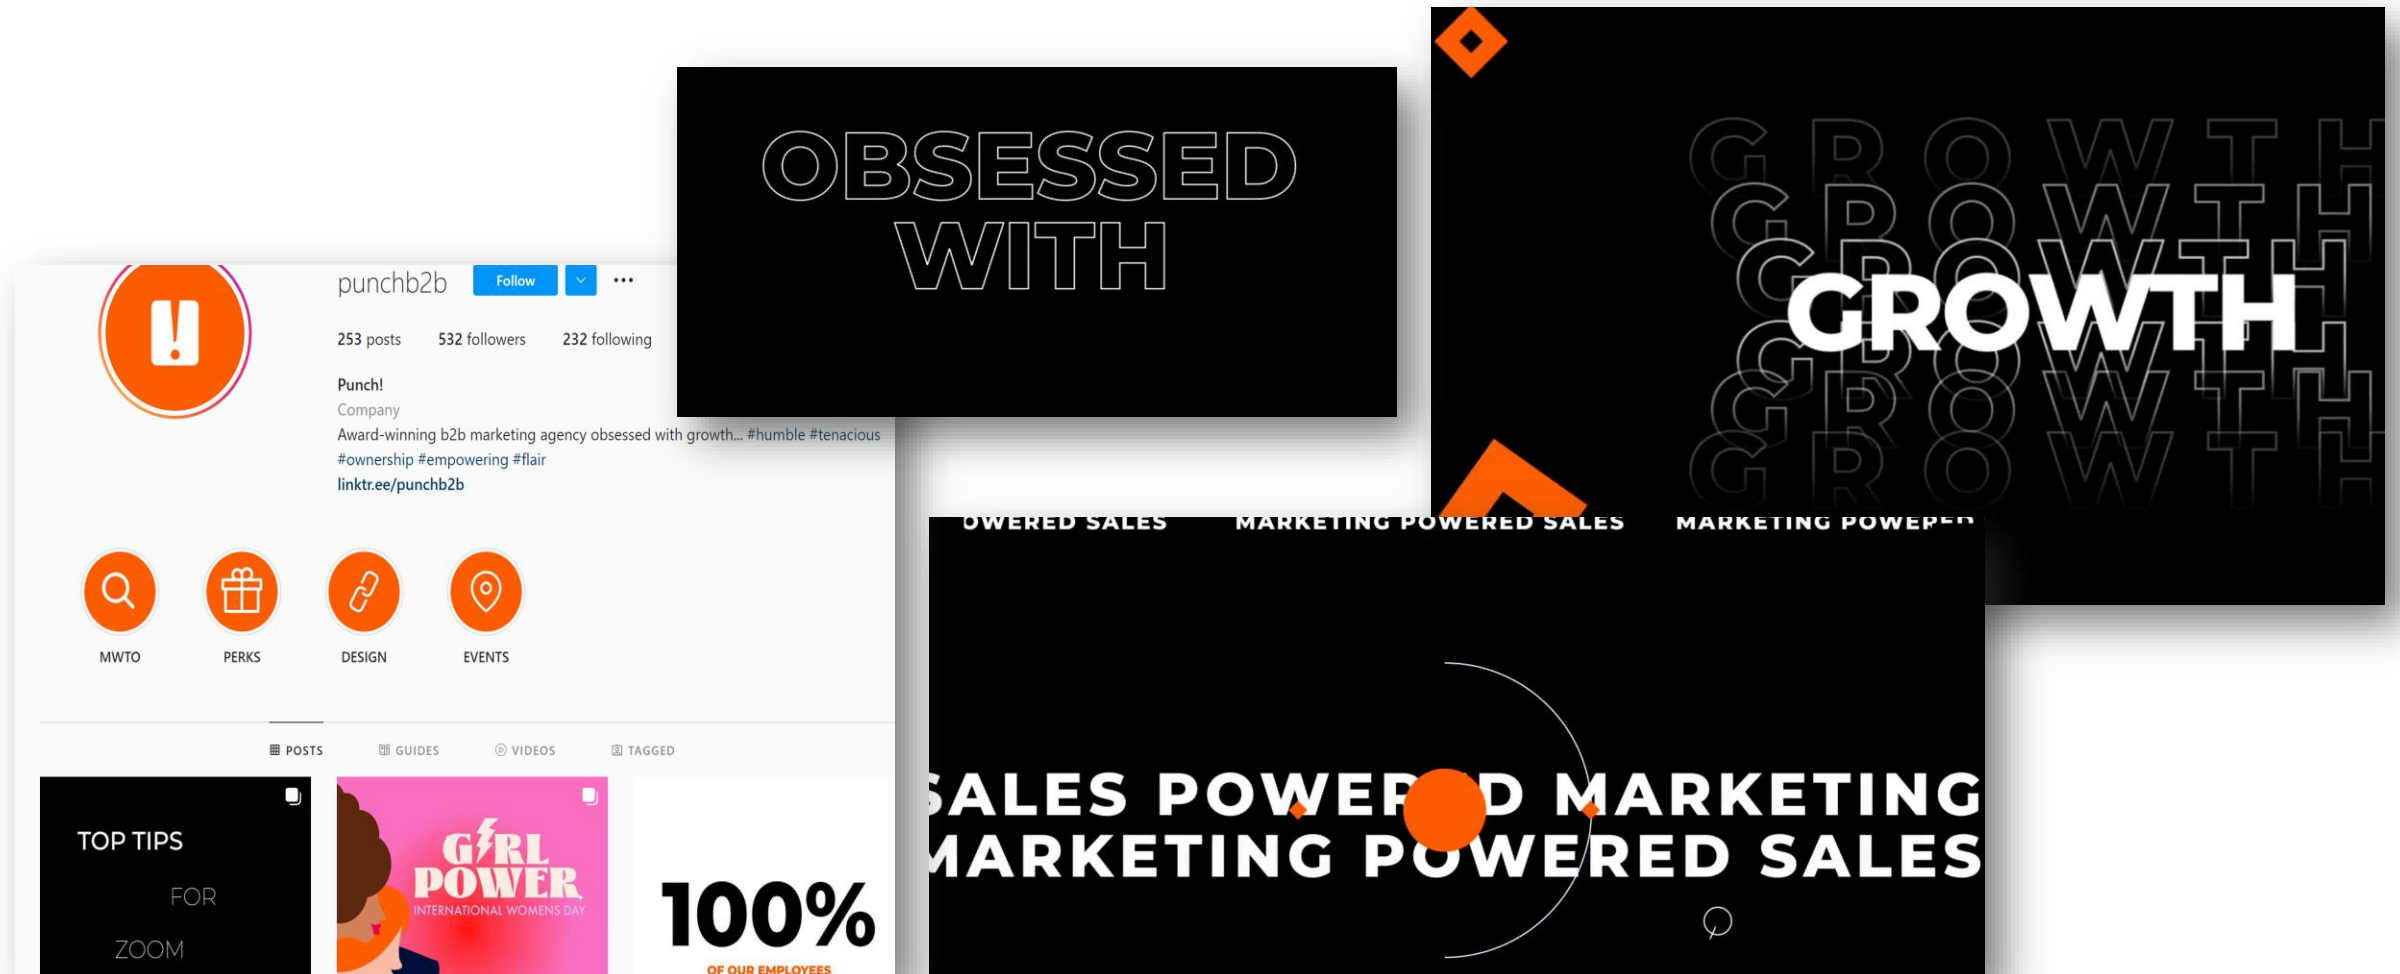 punchb2b
Follow
253 posts 532 followers 232 following
Punch!
Company
Award-winning b2b marketing agency obsessed with growth... #humble #tenacious
#ownership #empowering #flair
linktr.ee/punchb2b
MWTO PERKS DESIGN EVENTS
POSTS GUIDES VIDEOS TAGGED
TOP TIPS
FOR
ZOOM
GIRL
POWER
INTERNATIONAL WOMENS DAY
100%
OF OUR EMPLOYEES
OBSESSED
WITH
GROWTH
GROWTH
GROWTH
GROWTH
GROWTH
GROWTH
GROWTH
SALES MARKETING POWERED SALES MARKETING
SALES POWERED MARKETING
MARKETING POWERED SALES